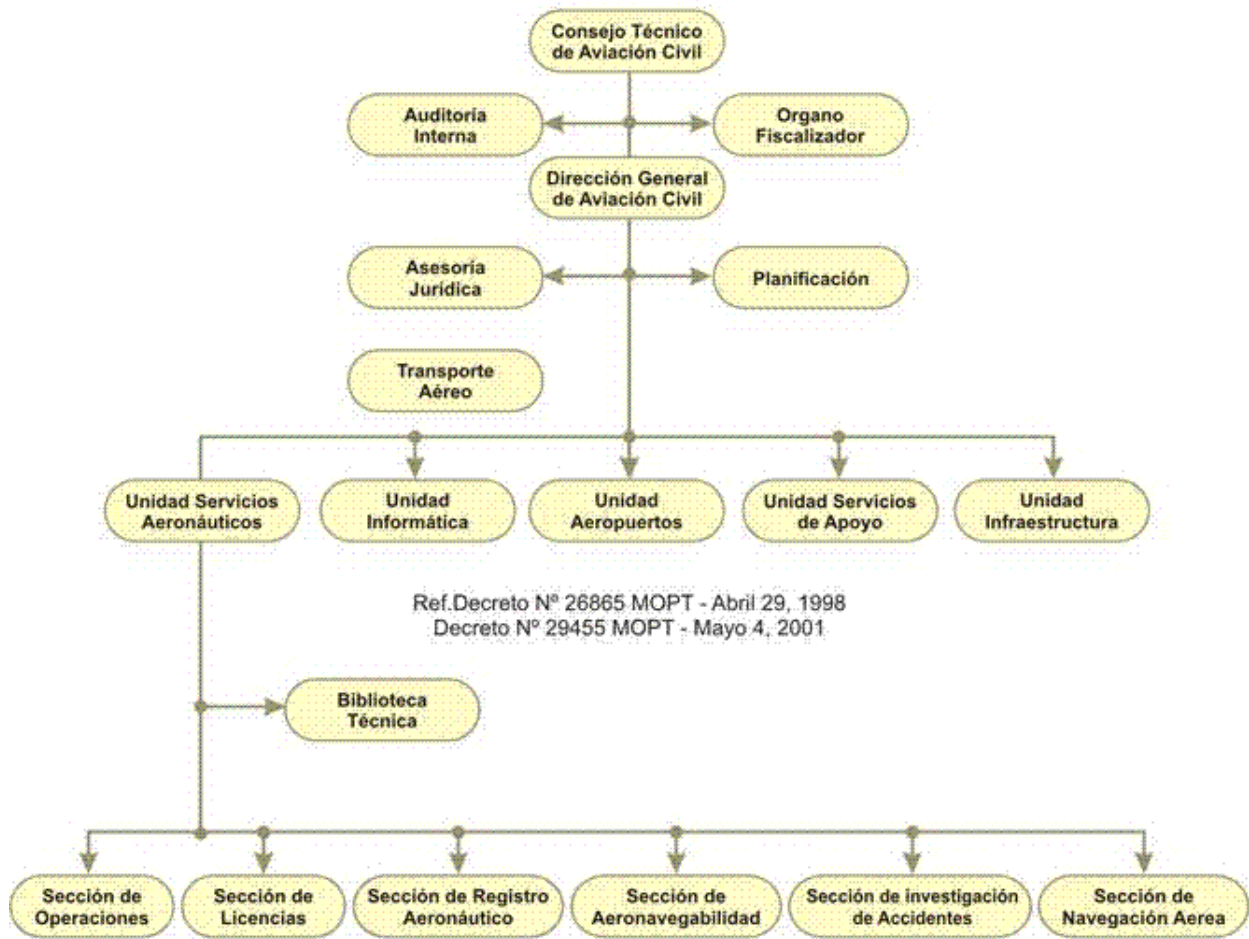 Consejo Técnico
de Aviación Civil
Auditoría
Interna
Organo
Fiscalizador
Dirección General
de Aviación Civil
Asesoría
Jurídica
Planificación
Transporte
Aéreo
Unidad Servicios
Aeronáuticos
Unidad
Informática
Unidad
Aeropuertos
Unidad Servicios
de Apoyo
Unidad
Infraestructura
Ref.Decreto Nº 26865 MOPT - Abril 29, 1998
Decreto Nº 29455 MOPT - Mayo 4, 2001
Biblioteca
Técnica
Sección de
Operaciones
Sección de
Licencias
Sección de Registro
Aeronáutico
Sección de
Aeronavegabilidad
Sección de investigación
de Accidentes
Sección de
Navegación Aerea